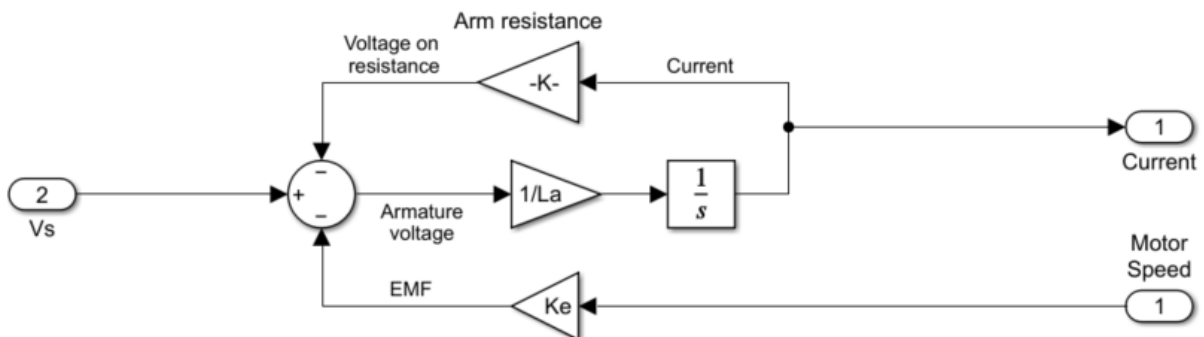 Arm resistance
Voltage on
resistance
-K-
Current
1
Current
2
Vs
−
+
−
Armature
voltage
1/La
1
s
Motor
Speed
EMF
Ke
1